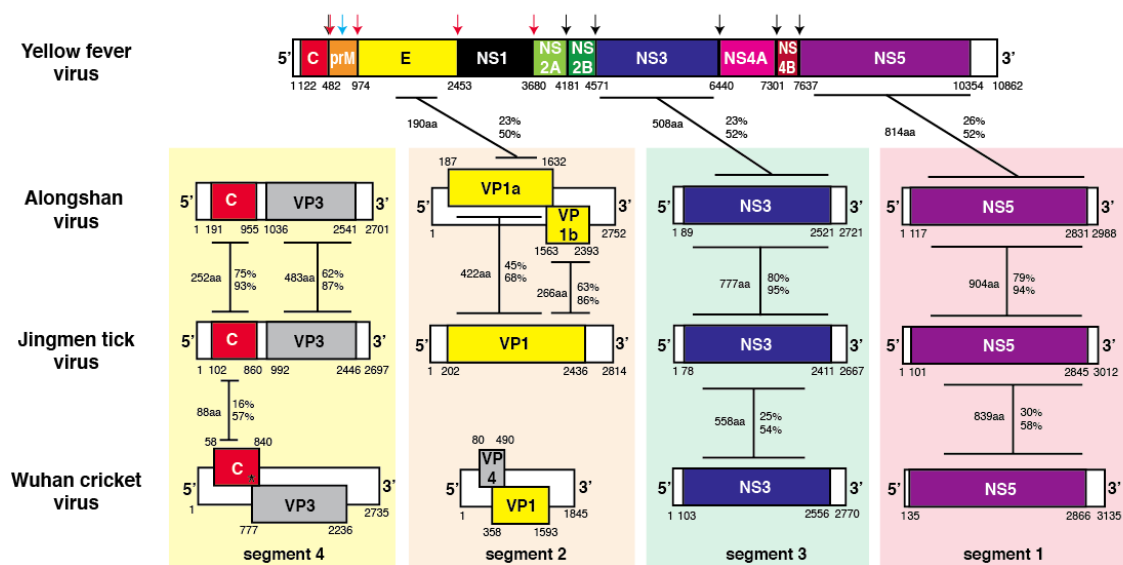 Yellow fever
virus
5’ C prM E NS1 NS 2A NS 2B NS3 NS4A NS 4B NS5 3’
1 122 482 974 2453 3680 4181 4571 6440 7301 7637 10354 10862
190aa 23% 50%
508aa 23% 52%
814aa 26% 52%
Alongshan
virus
5’ C VP3 3’
1 191 955 1036 2541 2701
187 1632
5’ VP1a VP 1b 3’
1 1563 2393 2752
5’ NS3 3’
1 89 2521 2721
5’ NS5 3’
1 117 2831 2988
252aa 75% 93%
483aa 62% 87%
422aa 45% 68%
266aa 63% 86%
777aa 80% 95%
904aa 79% 94%
Jingmen tick
virus
5’ C VP3 3’
1 102 860 992 2446 2697
5’ VP1 3’
1 202 2436 2814
5’ NS3 3’
1 78 2411 2667
5’ NS5 3’
1 101 2845 3012
88aa 16% 57%
558aa 25% 54%
839aa 30% 58%
Wuhan cricket
virus
58 840
5’ C * VP3 3’
1 777 2236 2735
80 490
5’ VP 4 VP1 3’
1 358 1593 1845
5’ NS3 3’
1 103 2556 2770
5’ NS5 3’
135 2866 3135
segment 4
segment 2
segment 3
segment 1